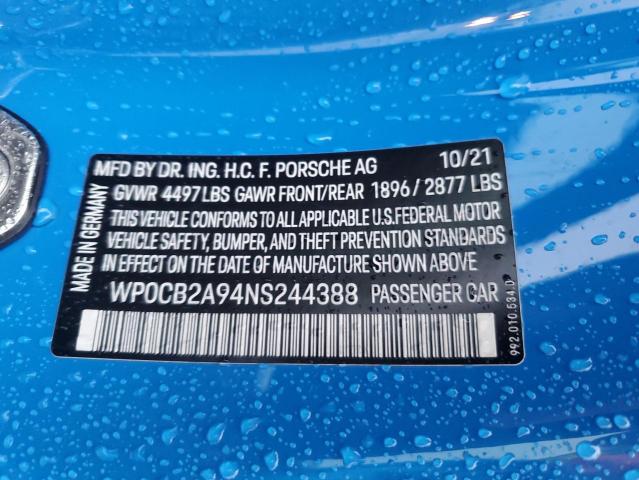 MFD BY DR. ING. H.C. F. PORSCHE AG 10/21
GVWR 4497 LBS GAWR FRONT/REAR 1896 / 2877 LBS
THIS VEHICLE CONFORMS TO ALL APPLICABLE U.S.FEDERAL MOTOR
VEHICLE SAFETY, BUMPER, AND THEFT PREVENTION STANDARDS
IN EFFECT ON THE DATE OF MANUFACTURE SHOWN ABOVE
WP0CB2A94NS244388 PASSENGER CAR
MADE IN GERMANY
992.010.534.D